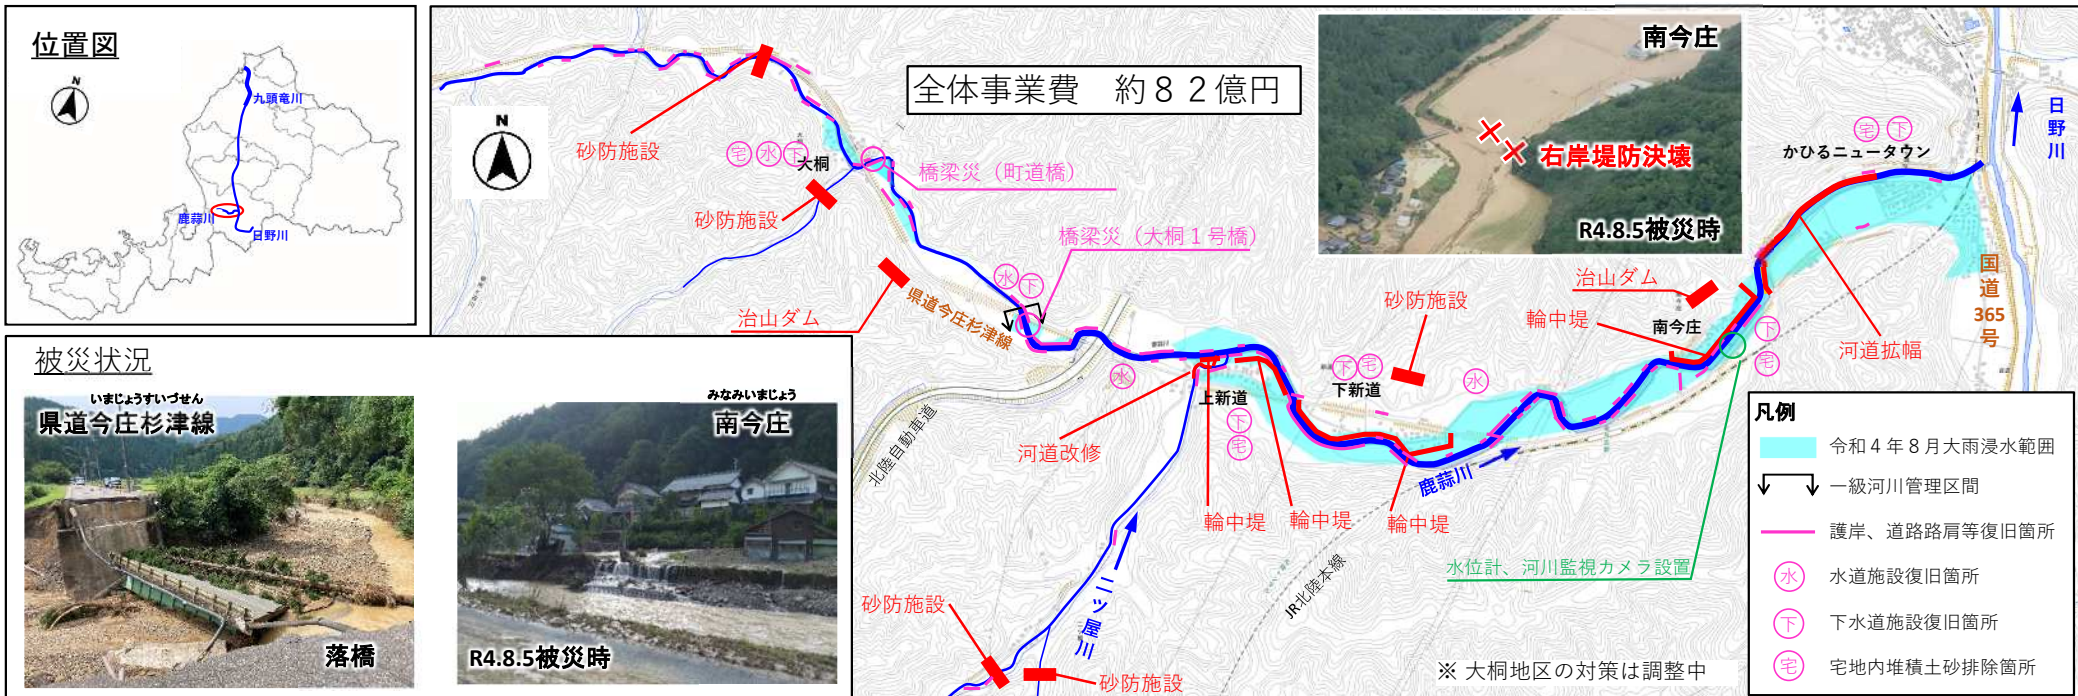 位置図
N
九頭竜川
鹿蒜川
日野川
被災状況
いまじょうすいづせん
県道今庄杉津線
落橋
みなみいまじょう
南今庄
R4.8.5被災時
全体事業費 約82億円
N
砂防施設
宅 水 下
大桐
橋梁災（町道橋）
砂防施設
橋梁災（大桐1号橋）
水 下
治山ダム
県道今庄杉津線
北陸自動車道
水
上新道
下
宅
河道改修
輪中堤
輪中堤
輪中堤
下 宅
下新道
砂防施設
水
鹿蒜川
二ッ屋川
JR北陸本線
砂防施設
砂防施設
南今庄
右岸堤防決壊
R4.8.5被災時
治山ダム
輪中堤
南今庄
下
宅
河道拡幅
水位計、河川監視カメラ設置
宅 下
かひるニュータウン
日野川
国道365号
※ 大桐地区の対策は調整中
凡例
令和4年8月大雨浸水範囲
一級河川管理区間
護岸、道路路肩等復旧箇所
水 水道施設復旧箇所
下 下水道施設復旧箇所
宅 宅地内堆積土砂排除箇所